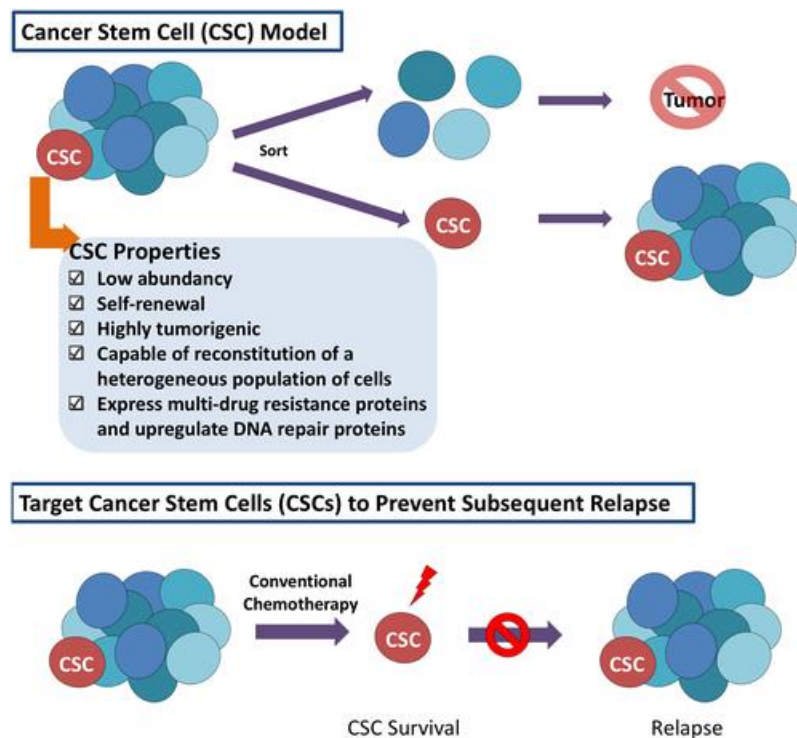 Cancer Stem Cell (CSC) Model
CSC
Sort
Tumor
CSC
CSC
CSC Properties
☑ Low abundancy
☑ Self-renewal
☑ Highly tumorigenic
☑ Capable of reconstitution of a
heterogeneous population of cells
☑ Express multi-drug resistance proteins
and upregulate DNA repair proteins
Target Cancer Stem Cells (CSCs) to Prevent Subsequent Relapse
Conventional
Chemotherapy
CSC
CSC
CSC
CSC Survival
Relapse